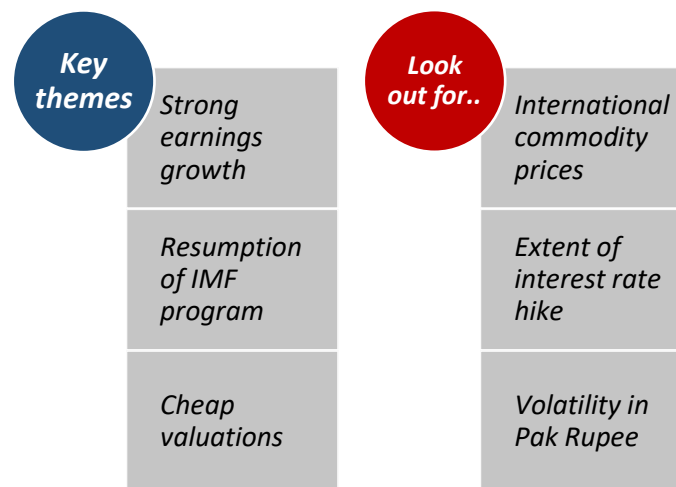 Key
themes
Strong
earnings
growth
Resumption
of IMF
program
Cheap
valuations
Look
out for..
International
commodity
prices
Extent of
interest rate
hike
Volatility in
Pak Rupee